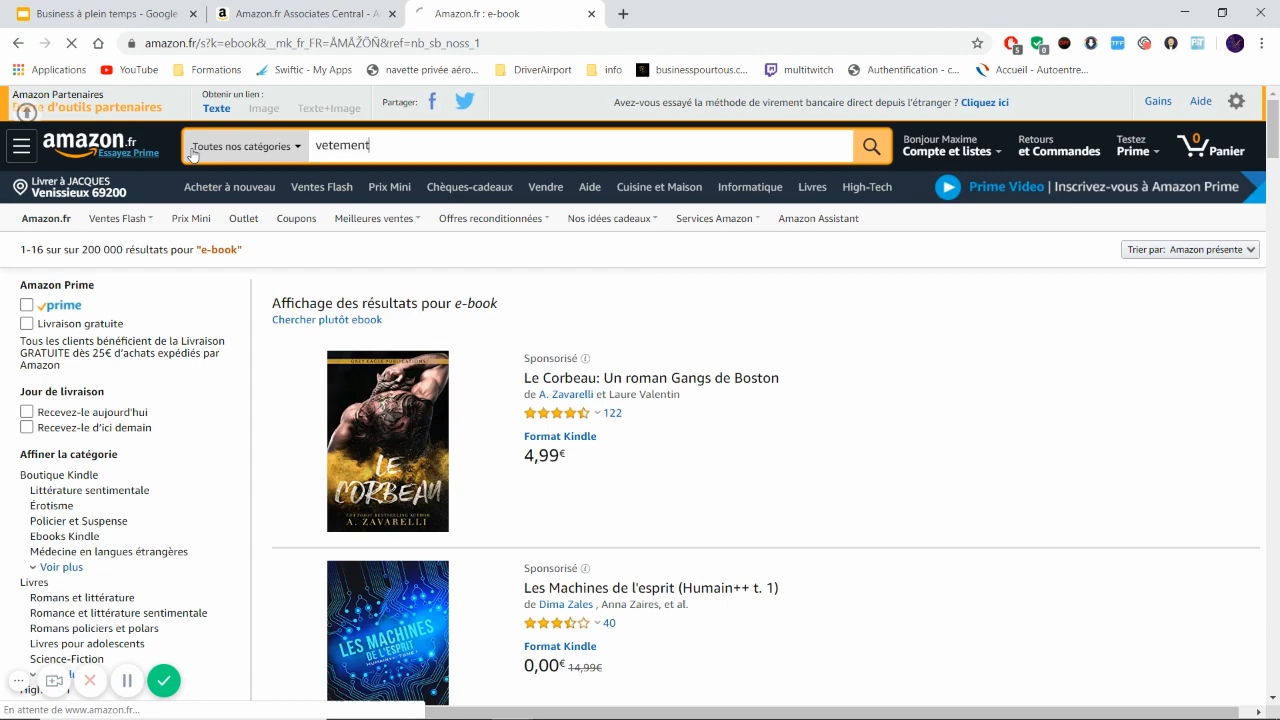 Business à plein temps - Google
Amazon.fr Associates Central - A
Amazon.fr : e-book
amazon.fr/s?k=ebook&__mk_fr_FR=ÅMÅŽÕÑ&ref=nb_sb_noss_1
Applications YouTube Formations Swiftic - My Apps navette privée aéro... DriverAirport info businesspourtous.c... multitwitch Authentification - c... Accueil - Autoentre...
Amazon Partenaires
d'outils partenaires
Obtenir un lien :
Texte Image Texte+Image
Partager:
Avez-vous essayé la méthode de virement bancaire direct depuis l'étranger ? Cliquez ici
Gains Aide
amazon.fr
Essayez Prime
Toutes nos catégories
vetement
Bonjour Maxime
Compte et listes
Retours
et Commandes
Testez
Prime
0
Panier
Livrer à JACQUES
Venissieux 69200
Acheter à nouveau Ventes Flash Prix Mini Chèques-cadeaux Vendre Aide Cuisine et Maison Informatique Livres High-Tech
Prime Video | Inscrivez-vous à Amazon Prime
Amazon.fr Ventes Flash Prix Mini Outlet Coupons Meilleures ventes Offres reconditionnées Nos idées cadeaux Services Amazon Amazon Assistant
1-16 sur sur 200 000 résultats pour "e-book"
Trier par: Amazon présente
Amazon Prime
prime
Livraison gratuite
Tous les clients bénéficient de la Livraison
GRATUITE dès 25€ d'achats expédiés par
Amazon
Jour de livraison
Recevez-le aujourd'hui
Recevez-le d'ici demain
Affiner la catégorie
Boutique Kindle
Littérature sentimentale
Érotisme
Policier et Suspense
Ebooks Kindle
Médecine en langues étrangères
Voir plus
Livres
Romans et littérature
Romance et littérature sentimentale
Romans policiers et polars
Livres pour adolescents
Science-Fiction
Affichage des résultats pour e-book
Chercher plutôt ebook
GREY EAGLE PUBLICATIONS
LE
CORBEAU
A. ZAVARELLI
Sponsorisé
Le Corbeau: Un roman Gangs de Boston
de A. Zavarelli et Laure Valentin
122
Format Kindle
4,99€
LES MACHINES
DE L'ESPRIT
Sponsorisé
Les Machines de l'esprit (Humain++ t. 1)
de Dima Zales , Anna Zaires, et al.
40
Format Kindle
0,00€ 14,99€
En attente de www.amazon.fr...